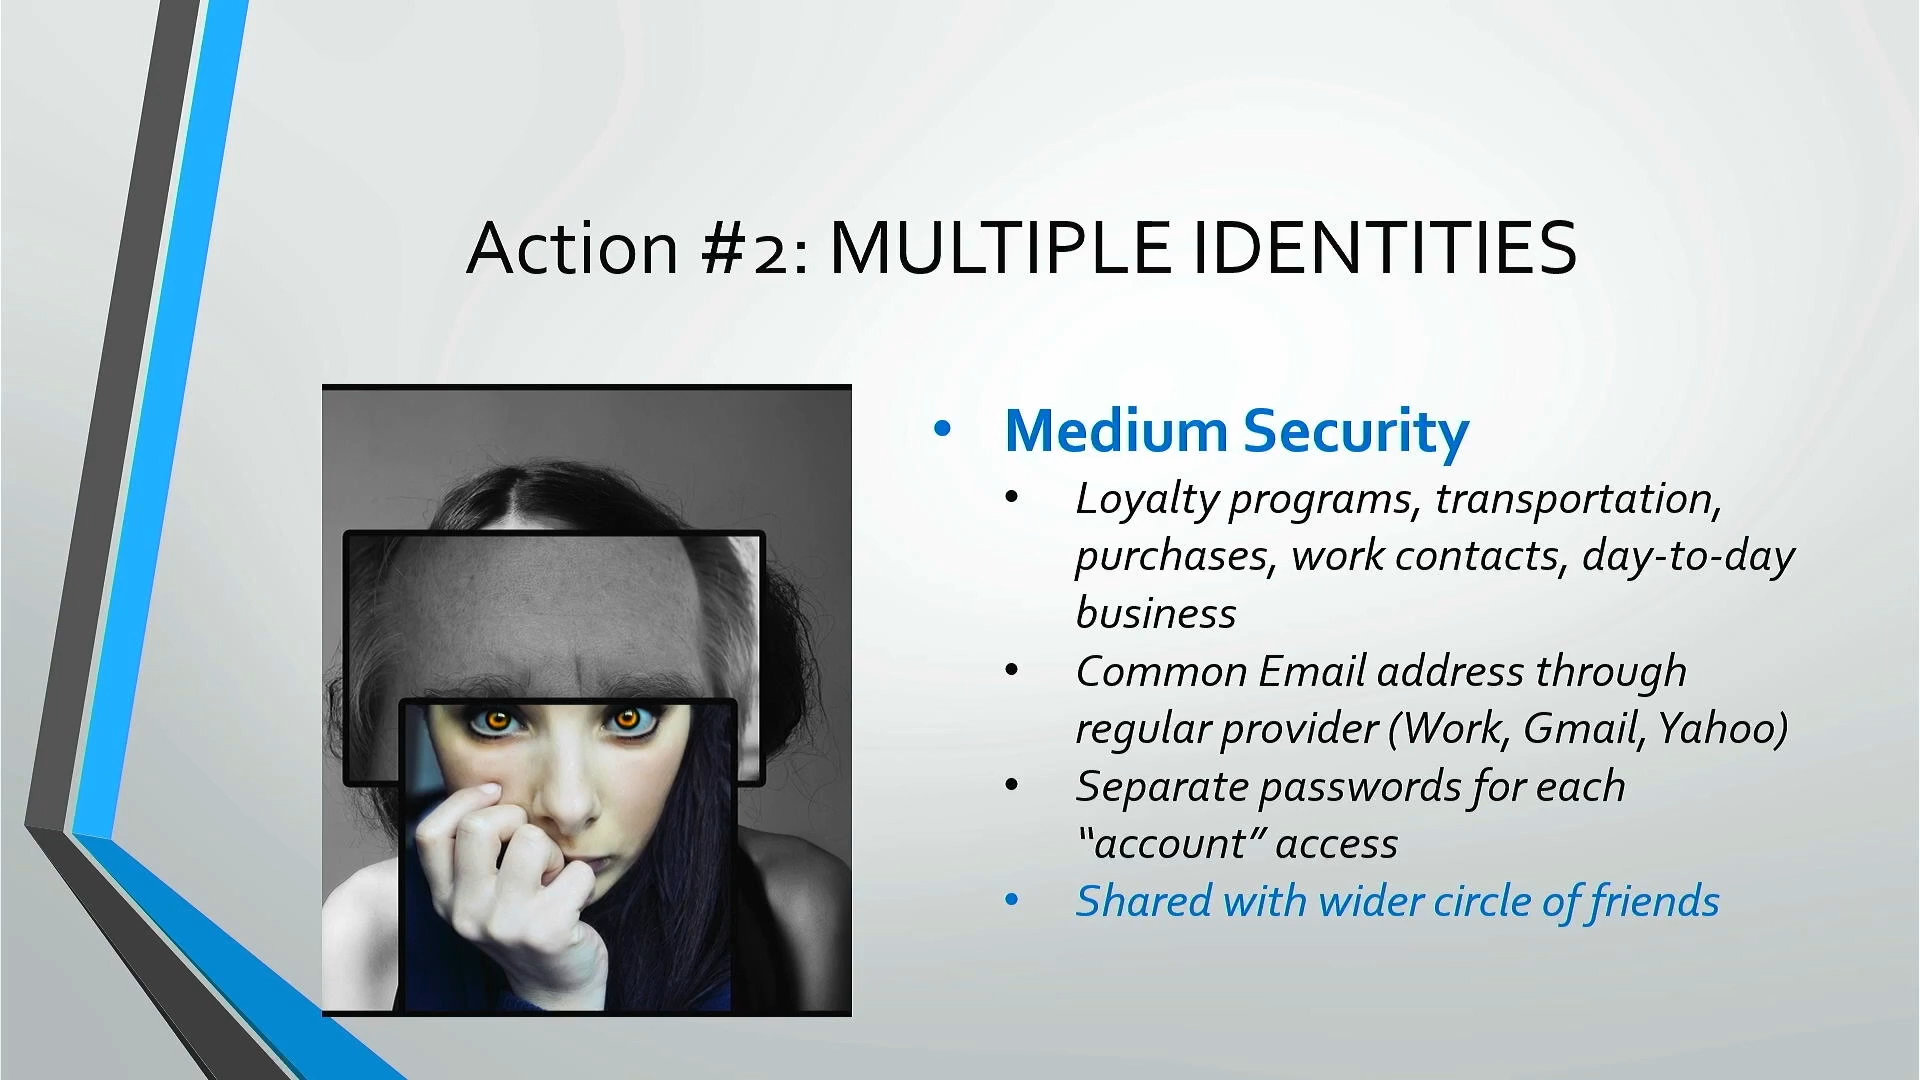 Action #2: MULTIPLE IDENTITIES
• Medium Security
• Loyalty programs, transportation,
purchases, work contacts, day-to-day
business
• Common Email address through
regular provider (Work, Gmail, Yahoo)
• Separate passwords for each
“account” access
• Shared with wider circle of friends